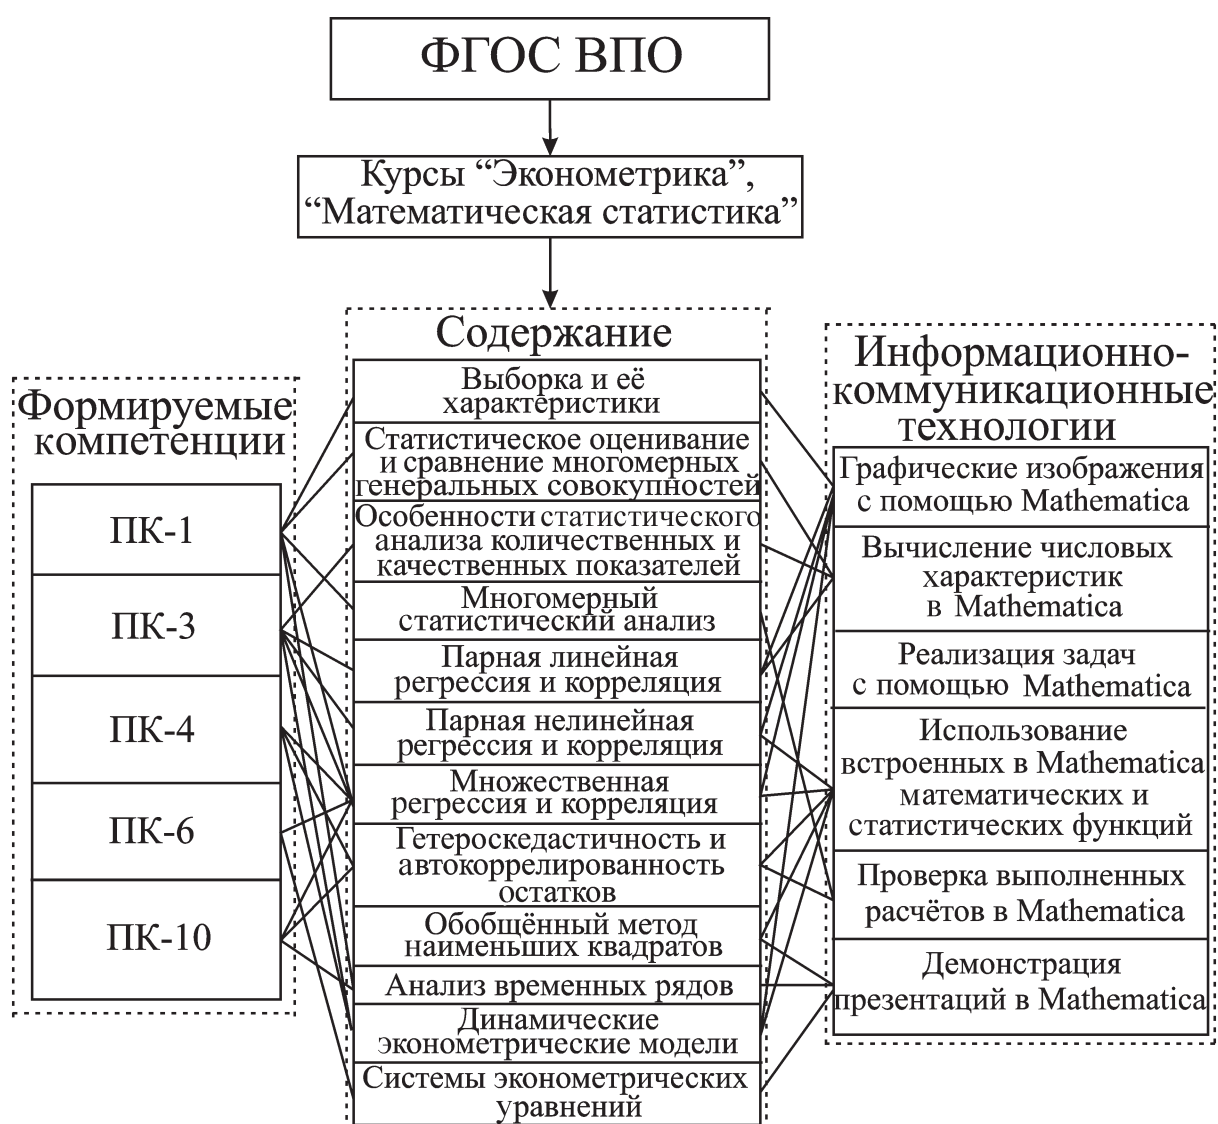 ФГОС ВПО
Курсы “Эконометрика”,
“Математическая статистика”
Формируемые
компетенции
ПК-1
ПК-3
ПК-4
ПК-6
ПК-10
Содержание
Выборка и её
характеристики
Статистическое оценивание
и сравнение многомерных
генеральных совокупностей
Особенности статистического
анализа количественных и
качественных показателей
Многомерный
статистический анализ
Парная линейная
регрессия и корреляция
Парная нелинейная
регрессия и корреляция
Множественная
регрессия и корреляция
Гетероскедастичность и
автокоррелированность
остатков
Обобщённый метод
наименьших квадратов
Анализ временных рядов
Динамические
эконометрические модели
Системы эконометрических
уравнений
Информационно-
коммуникационные
технологии
Графические изображения
с помощью Mathematica
Вычисление числовых
характеристик
в Mathematica
Реализация задач
с помощью Mathematica
Использование
встроенных в Mathematica
математических и
статистических функций
Проверка выполненных
расчётов в Mathematica
Демонстрация
презентаций в Mathematica